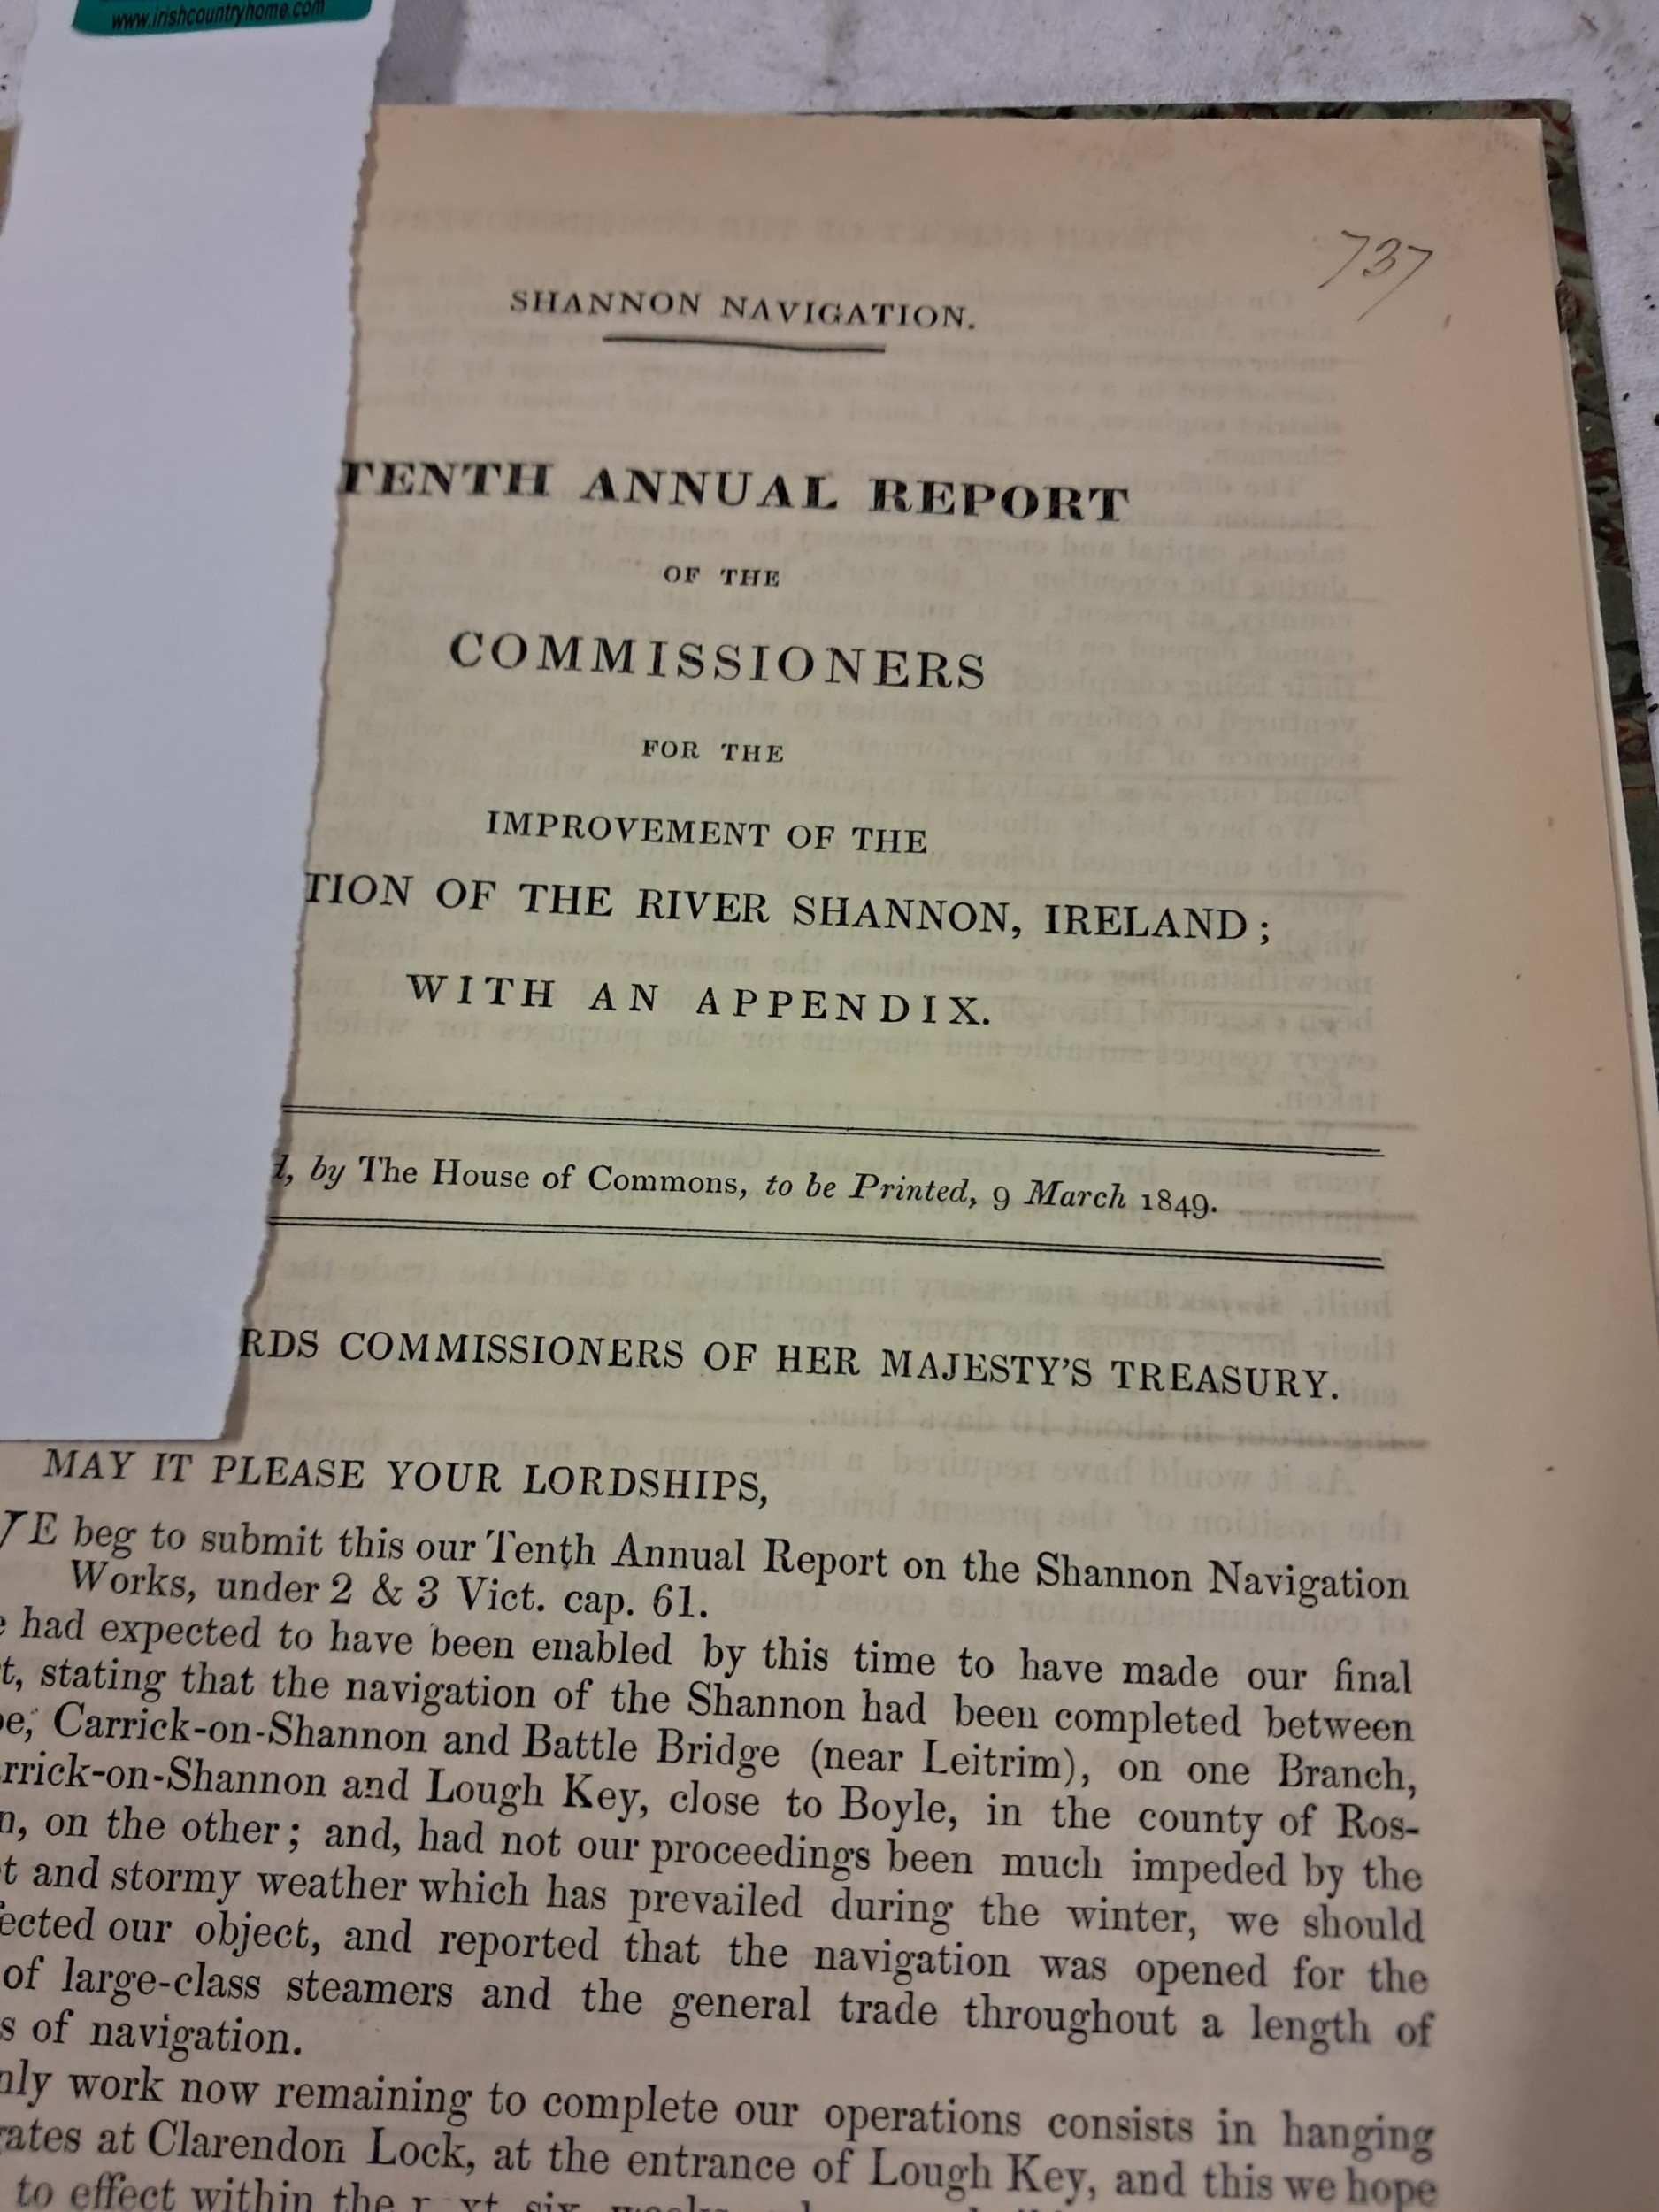 www.irishcountryhome.com
737
SHANNON NAVIGATION.
TENTH ANNUAL REPORT
OF THE
COMMISSIONERS
FOR THE
IMPROVEMENT OF THE
TION OF THE RIVER SHANNON, IRELAND;
WITH AN APPENDIX.
d, by The House of Commons, to be Printed, 9 March 1849.
RDS COMMISSIONERS OF HER MAJESTY'S TREASURY.
MAY IT PLEASE YOUR LORDSHIPS,
WE beg to submit this our Tenth Annual Report on the Shannon Navigation
Works, under 2 & 3 Vict. cap. 61.
e had expected to have been enabled by this time to have made our final
t, stating that the navigation of the Shannon had been completed between
oe, Carrick-on-Shannon and Battle Bridge (near Leitrim), on one Branch,
rrick-on-Shannon and Lough Key, close to Boyle, in the county of Ros-
n, on the other; and, had not our proceedings been much impeded by the
t and stormy weather which has prevailed during the winter, we should
ected our object, and reported that the navigation was opened for the
of large-class steamers and the general trade throughout a length of
s of navigation.
nly work now remaining to complete our operations consists in hanging
ates at Clarendon Lock, at the entrance of Lough Key, and this we hope
to effect within the next six weeks